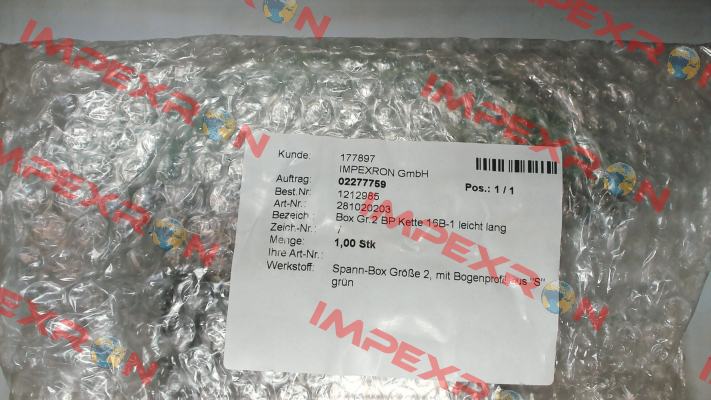 Kunde: 177897
IMPEXRON GmbH
Auftrag: 02277759 Pos.: 1 / 1
Best.Nr: 1212985
Art-Nr.: 281020203
Bezeich.: Box Gr.2 BP Kette 16B-1 leicht lang
Zeich.-Nr.: /
Menge: 1,00 Stk
Ihre Art-Nr.:
Werkstoff: Spann-Box Größe 2, mit Bogenprofil aus "S"
grün
IMPEXRON
IMPEXRON
IMPEXRON
IMPEXRON
IMPEXRON
IMPEXRON